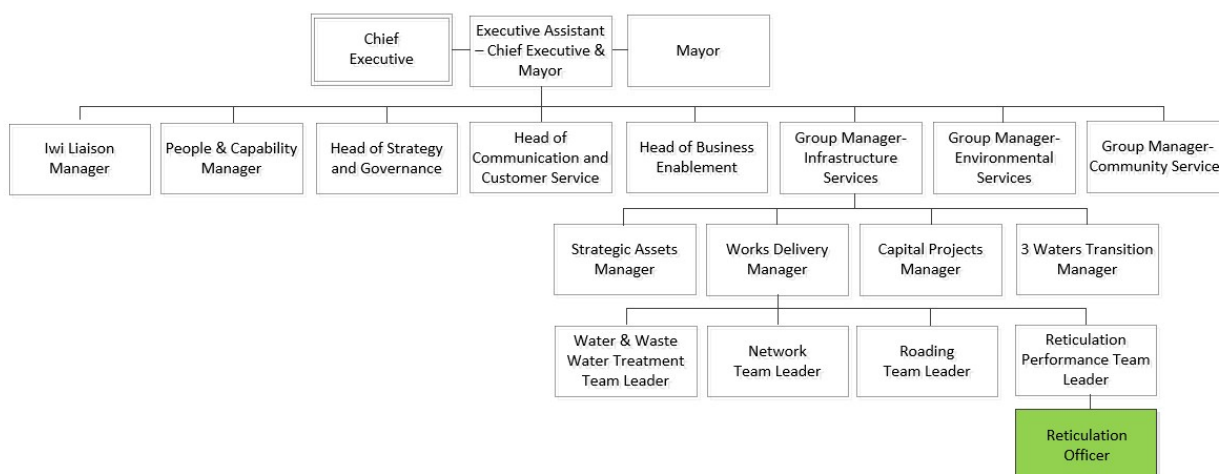 Chief
Executive
Executive Assistant
– Chief Executive &
Mayor
Mayor
Iwi Liaison
Manager
People & Capability
Manager
Head of Strategy
and Governance
Head of
Communication and
Customer Service
Head of Business
Enablement
Group Manager-
Infrastructure
Services
Group Manager-
Environmental
Services
Group Manager-
Community Service
Strategic Assets
Manager
Works Delivery
Manager
Capital Projects
Manager
3 Waters Transition
Manager
Water & Waste
Water Treatment
Team Leader
Network
Team Leader
Roading
Team Leader
Reticulation
Performance Team
Leader
Reticulation
Officer